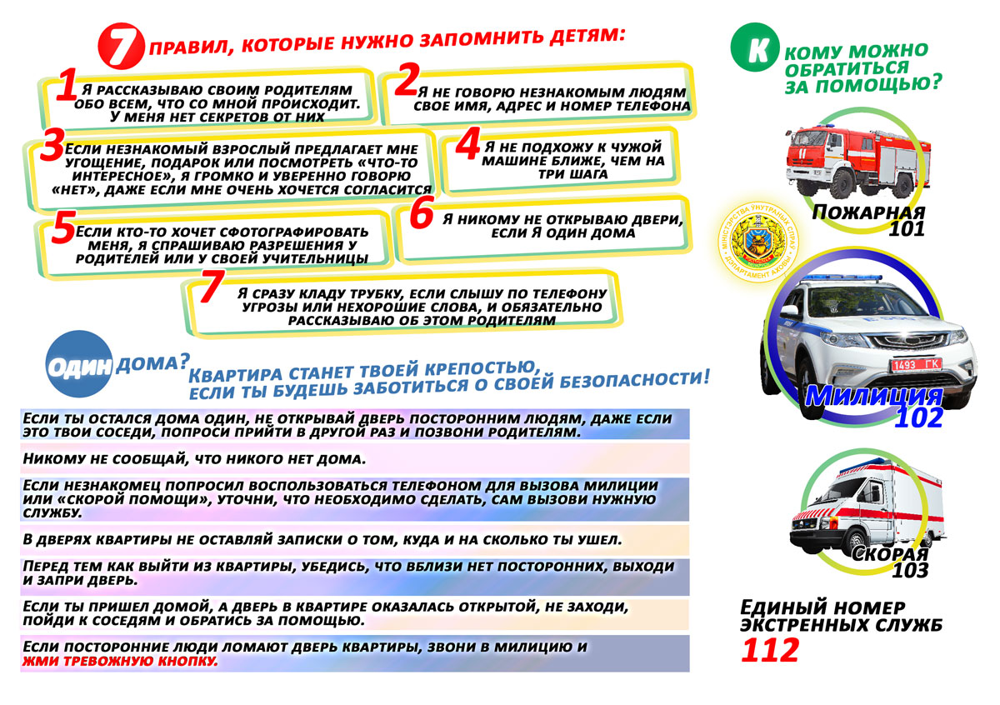 7 ПРАВИЛ, КОТОРЫЕ НУЖНО ЗАПОМНИТЬ ДЕТЯМ:
1
Я РАССКАЗЫВАЮ СВОИМ РОДИТЕЛЯМ
ОБО ВСЕМ, ЧТО СО МНОЙ ПРОИСХОДИТ.
У МЕНЯ НЕТ СЕКРЕТОВ ОТ НИХ
2
Я НЕ ГОВОРЮ НЕЗНАКОМЫМ ЛЮДЯМ
СВОЕ ИМЯ, АДРЕС И НОМЕР ТЕЛЕФОНА
3
ЕСЛИ НЕЗНАКОМЫЙ ВЗРОСЛЫЙ ПРЕДЛАГАЕТ МНЕ
УГОЩЕНИЕ, ПОДАРОК ИЛИ ПОСМОТРЕТЬ «ЧТО-ТО
ИНТЕРЕСНОЕ», Я ГРОМКО И УВЕРЕННО ГОВОРЮ
«НЕТ», ДАЖЕ ЕСЛИ МНЕ ОЧЕНЬ ХОЧЕТСЯ СОГЛАСИТСЯ
4
Я НЕ ПОДХОЖУ К ЧУЖОЙ
МАШИНЕ БЛИЖЕ, ЧЕМ НА
ТРИ ШАГА
5
ЕСЛИ КТО-ТО ХОЧЕТ СФОТОГРАФИРОВАТЬ
МЕНЯ, Я СПРАШИВАЮ РАЗРЕШЕНИЯ У
РОДИТЕЛЕЙ ИЛИ У СВОЕЙ УЧИТЕЛЬНИЦЫ
6
Я НИКОМУ НЕ ОТКРЫВАЮ ДВЕРИ,
ЕСЛИ Я ОДИН ДОМА
7
Я СРАЗУ КЛАДУ ТРУБКУ, ЕСЛИ СЛЫШУ ПО ТЕЛЕФОНУ
УГРОЗЫ ИЛИ НЕХОРОШИЕ СЛОВА, И ОБЯЗАТЕЛЬНО
РАССКАЗЫВАЮ ОБ ЭТОМ РОДИТЕЛЯМ
ОДИН ДОМА?
КВАРТИРА СТАНЕТ ТВОЕЙ КРЕПОСТЬЮ,
ЕСЛИ ТЫ БУДЕШЬ ЗАБОТИТЬСЯ О СВОЕЙ БЕЗОПАСНОСТИ!
ЕСЛИ ТЫ ОСТАЛСЯ ДОМА ОДИН, НЕ ОТКРЫВАЙ ДВЕРЬ ПОСТОРОННИМ ЛЮДЯМ, ДАЖЕ ЕСЛИ
ЭТО ТВОИ СОСЕДИ, ПОПРОСИ ПРИЙТИ В ДРУГОЙ РАЗ И ПОЗВОНИ РОДИТЕЛЯМ.
НИКОМУ НЕ СООБЩАЙ, ЧТО НИКОГО НЕТ ДОМА.
ЕСЛИ НЕЗНАКОМЕЦ ПОПРОСИЛ ВОСПОЛЬЗОВАТЬСЯ ТЕЛЕФОНОМ ДЛЯ ВЫЗОВА МИЛИЦИИ
ИЛИ «СКОРОЙ ПОМОЩИ», УТОЧНИ, ЧТО НЕОБХОДИМО СДЕЛАТЬ, САМ ВЫЗОВИ НУЖНУЮ
СЛУЖБУ.
В ДВЕРЯХ КВАРТИРЫ НЕ ОСТАВЛЯЙ ЗАПИСКИ О ТОМ, КУДА И НА СКОЛЬКО ТЫ УШЕЛ.
ПЕРЕД ТЕМ КАК ВЫЙТИ ИЗ КВАРТИРЫ, УБЕДИСЬ, ЧТО ВБЛИЗИ НЕТ ПОСТОРОННИХ, ВЫХОДИ
И ЗАПРИ ДВЕРЬ.
ЕСЛИ ТЫ ПРИШЕЛ ДОМОЙ, А ДВЕРЬ В КВАРТИРЕ ОКАЗАЛАСЬ ОТКРЫТОЙ, НЕ ЗАХОДИ,
ПОЙДИ К СОСЕДЯМ И ОБРАТИСЬ ЗА ПОМОЩЬЮ.
ЕСЛИ ПОСТОРОННИЕ ЛЮДИ ЛОМАЮТ ДВЕРЬ КВАРТИРЫ, ЗВОНИ В МИЛИЦИЮ И
ЖМИ ТРЕВОЖНУЮ КНОПКУ.
К КОМУ МОЖНО
ОБРАТИТЬСЯ
ЗА ПОМОЩЬЮ?
ПОЖАРНАЯ
101
МІНІСТЭРСТВА УНУТРАНЫХ СПРАЎ
ДЭПАРТАМЕНТ АХОВЫ
1493 ГК
МИЛИЦИЯ
102
СКОРАЯ
103
ЕДИНЫЙ НОМЕР
ЭКСТРЕННЫХ СЛУЖБ
112